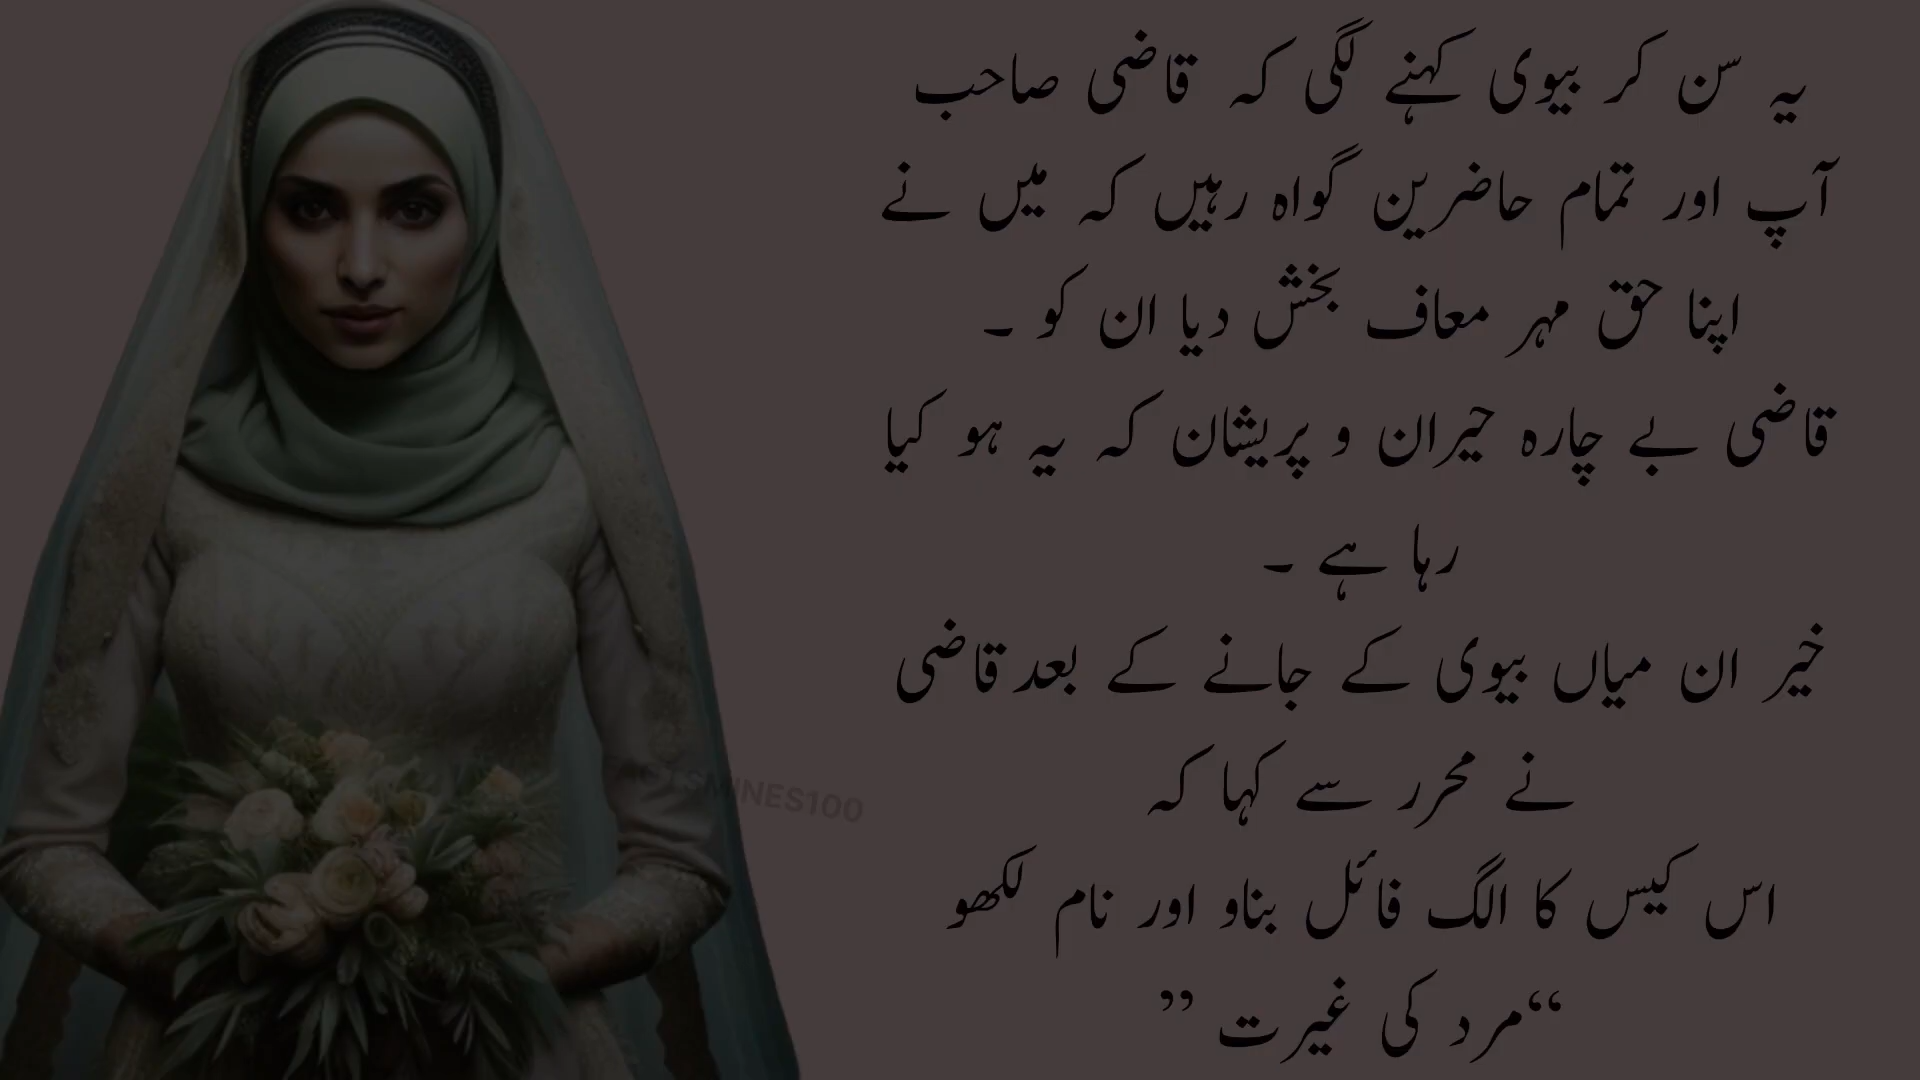 یہ سن کر بیوی کہنے لگی کہ قاضی صاحب
آپ اور تمام حاضرین گواہ رہیں کہ میں نے
اپنا حق مہر معاف بخش دیا ان کو ۔
قاضی بے چارہ حیران و پریشان کہ یہ ہو کیا
رہا ہے ۔
خیر ان میاں بیوی کے جانے کے بعد قاضی
نے محرر سے کہا کہ
اس کیس کا الگ فائل بناو اور نام لکھو
“مرد کی غیرت ”